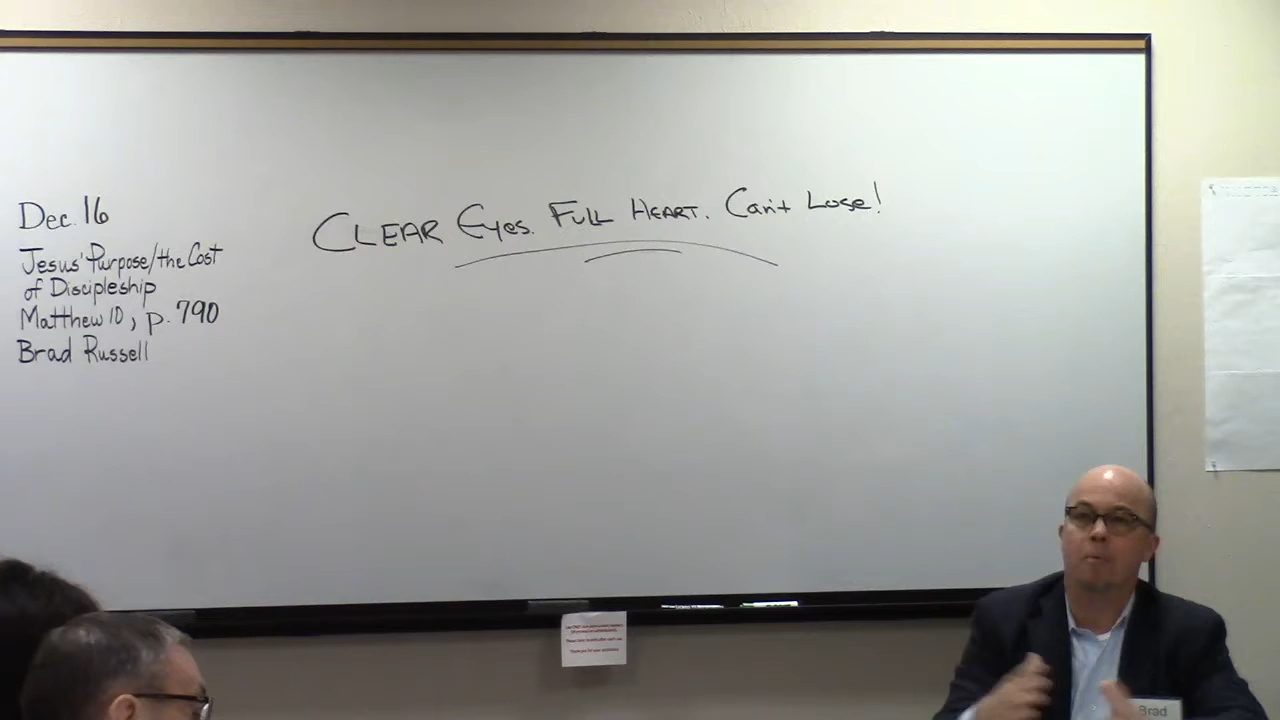 Dec. 16
Jesus' Purpose/the Cost
of Discipleship
Matthew 10, p. 790
Brad Russell
CLEAR Eyes. FULL HEART. Can't Lose!
Brad